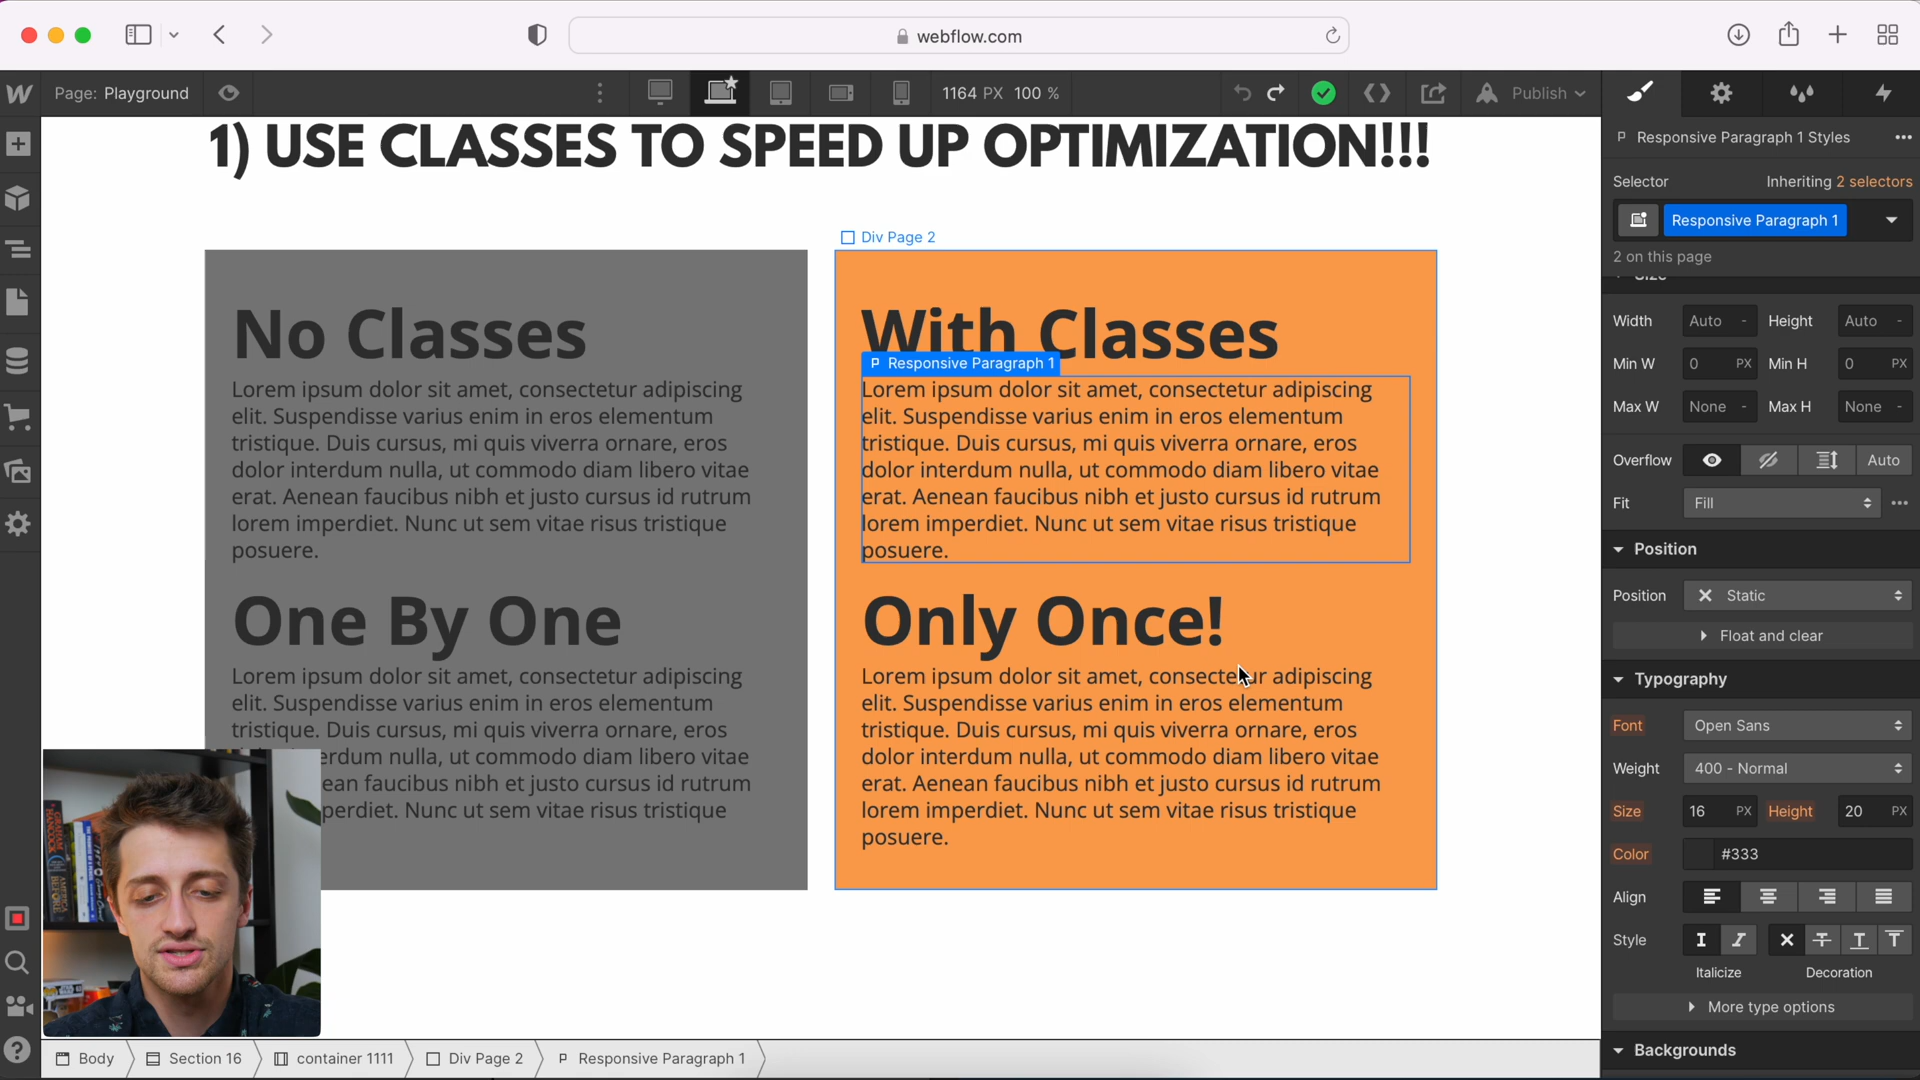 webflow.com
Page: Playground
1164 PX 100 %
Publish
1) USE CLASSES TO SPEED UP OPTIMIZATION!!!
Div Page 2
No Classes
Lorem ipsum dolor sit amet, consectetur adipiscing
elit. Suspendisse varius enim in eros elementum
tristique. Duis cursus, mi quis viverra ornare, eros
dolor interdum nulla, ut commodo diam libero vitae
erat. Aenean faucibus nibh et justo cursus id rutrum
lorem imperdiet. Nunc ut sem vitae risus tristique
posuere.
One By One
Lorem ipsum dolor sit amet, consectetur adipiscing
elit. Suspendisse varius enim in eros elementum
tristique. Duis cursus, mi quis viverra ornare, eros
erdum nulla, ut commodo diam libero vitae
ean faucibus nibh et justo cursus id rutrum
perdiet. Nunc ut sem vitae risus tristique
With Classes
Responsive Paragraph 1
Lorem ipsum dolor sit amet, consectetur adipiscing
elit. Suspendisse varius enim in eros elementum
tristique. Duis cursus, mi quis viverra ornare, eros
dolor interdum nulla, ut commodo diam libero vitae
erat. Aenean faucibus nibh et justo cursus id rutrum
lorem imperdiet. Nunc ut sem vitae risus tristique
posuere.
Only Once!
Lorem ipsum dolor sit amet, consectetur adipiscing
elit. Suspendisse varius enim in eros elementum
tristique. Duis cursus, mi quis viverra ornare, eros
dolor interdum nulla, ut commodo diam libero vitae
erat. Aenean faucibus nibh et justo cursus id rutrum
lorem imperdiet. Nunc ut sem vitae risus tristique
posuere.
Responsive Paragraph 1 Styles
Selector Inheriting 2 selectors
Responsive Paragraph 1
2 on this page
Size
Width Auto - Height Auto -
Min W 0 PX Min H 0 PX
Max W None - Max H None -
Overflow Auto
Fit Fill
Position
Position Static
Float and clear
Typography
Font Open Sans
Weight 400 - Normal
Size 16 PX Height 20 PX
Color #333
Align
Style
Italicize Decoration
More type options
Backgrounds
Body Section 16 container 1111 Div Page 2 Responsive Paragraph 1